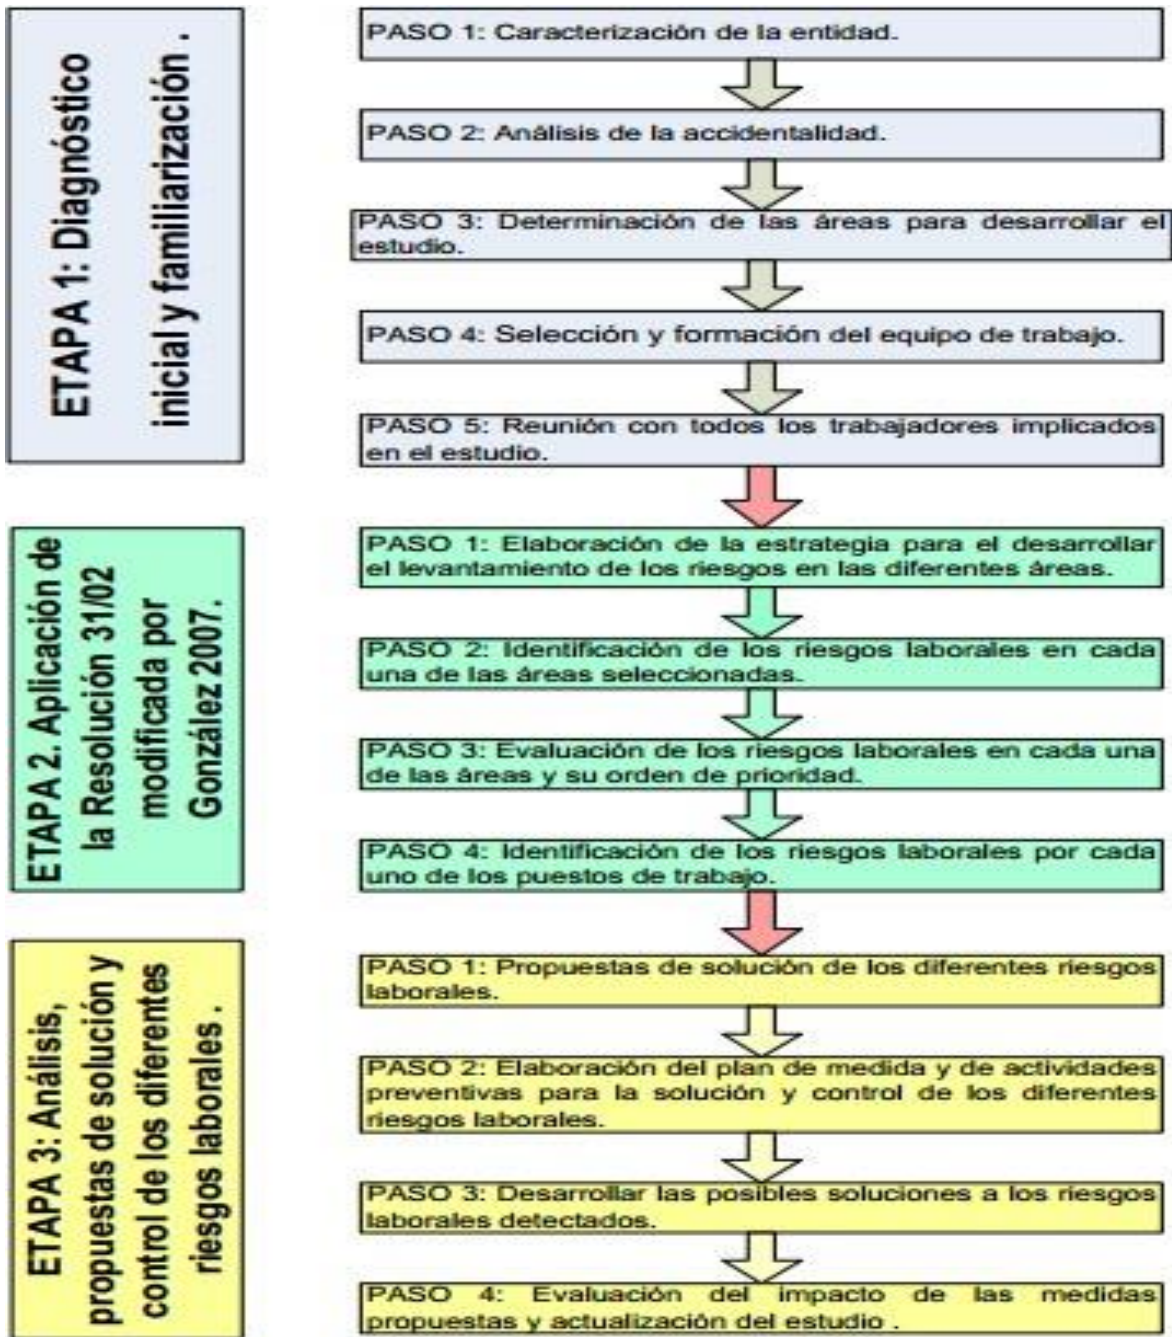 ETAPA 1: Diagnóstico
inicial y familiarización .
PASO 1: Caracterización de la entidad.
PASO 2: Análisis de la accidentalidad.
PASO 3: Determinación de las áreas para desarrollar el
estudio.
PASO 4: Selección y formación del equipo de trabajo.
PASO 5: Reunión con todos los trabajadores implicados
en el estudio.
ETAPA 2. Aplicación de
la Resolución 31/02
modificada por
González 2007.
PASO 1: Elaboración de la estrategia para el desarrollar
el levantamiento de los riesgos en las diferentes áreas.
PASO 2: Identificación de los riesgos laborales en cada
una de las áreas seleccionadas.
PASO 3: Evaluación de los riesgos laborales en cada una
de las áreas y su orden de prioridad.
PASO 4: Identificación de los riesgos laborales por cada
uno de los puestos de trabajo.
ETAPA 3: Análisis,
propuestas de solución y
control de los diferentes
riesgos laborales .
PASO 1: Propuestas de solución de los diferentes riesgos
laborales.
PASO 2: Elaboración del plan de medida y de actividades
preventivas para la solución y control de los diferentes
riesgos laborales.
PASO 3: Desarrollar las posibles soluciones a los riesgos
laborales detectados.
PASO 4: Evaluación del impacto de las medidas
propuestas y actualización del estudio .